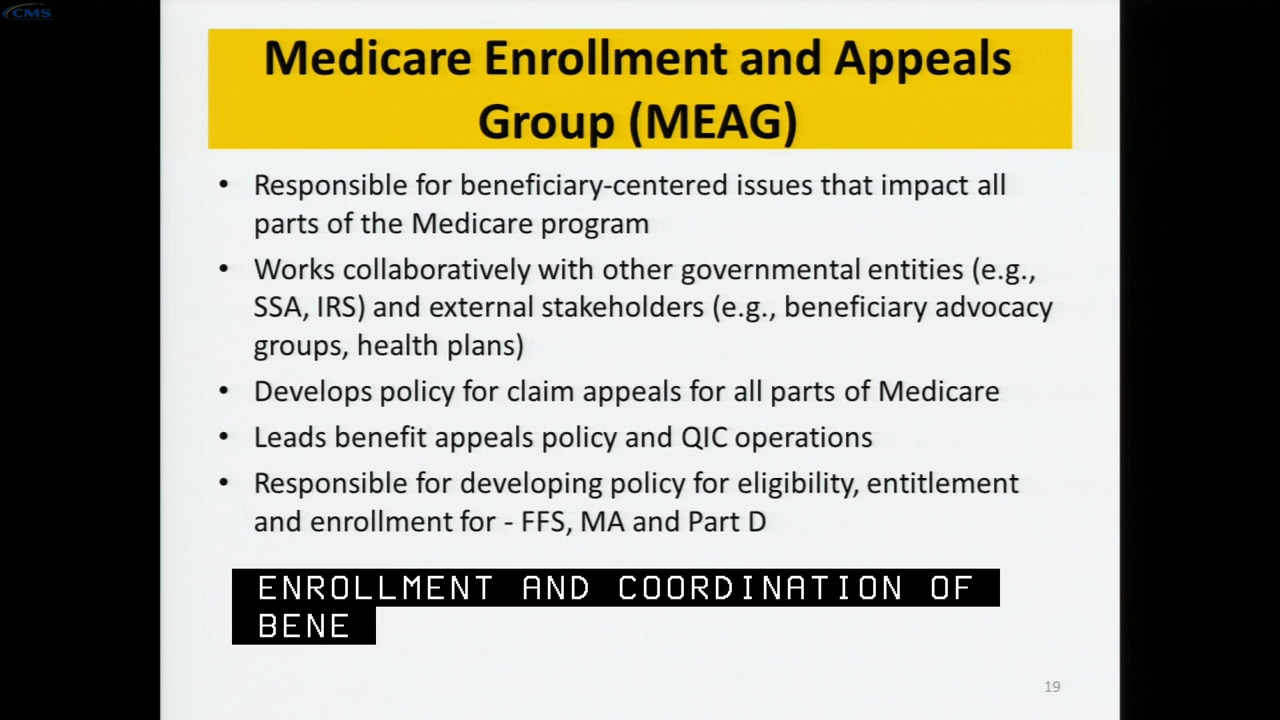 CMS
Medicare Enrollment and Appeals
Group (MEAG)
• Responsible for beneficiary-centered issues that impact all
parts of the Medicare program
• Works collaboratively with other governmental entities (e.g.,
SSA, IRS) and external stakeholders (e.g., beneficiary advocacy
groups, health plans)
• Develops policy for claim appeals for all parts of Medicare
• Leads benefit appeals policy and QIC operations
• Responsible for developing policy for eligibility, entitlement
and enrollment for - FFS, MA and Part D
ENROLLMENT AND COORDINATION OF
BENE
19